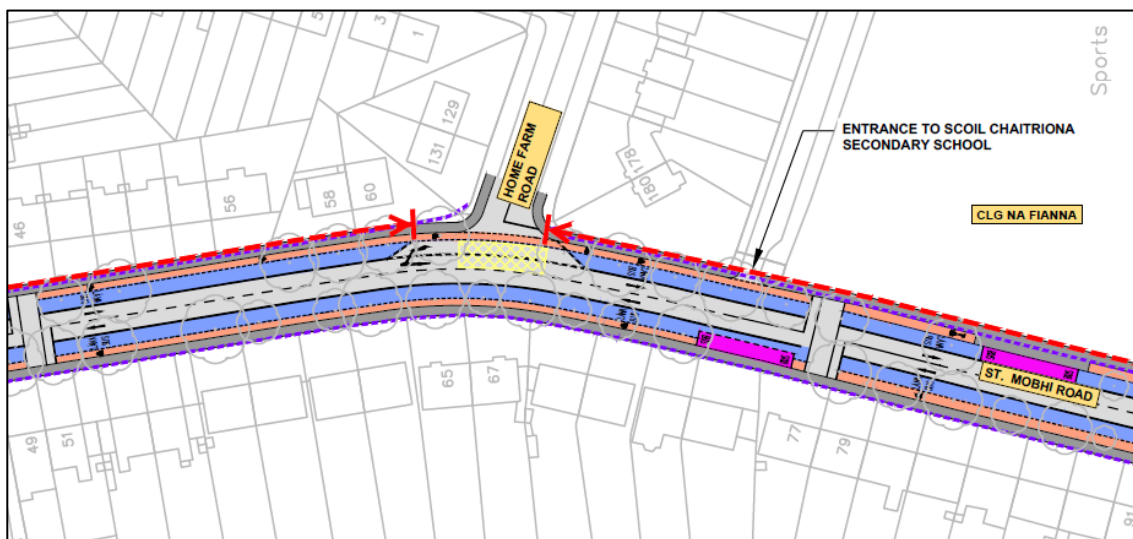 Sports
3
1
129
131
HOME FARM
ROAD
180
178
ENTRANCE TO SCOIL CHAITRIONA
SECONDARY SCHOOL
CLG NA FIANNA
46
56
58
60
65
67
ST. MOBHI ROAD
49
51
77
79
91